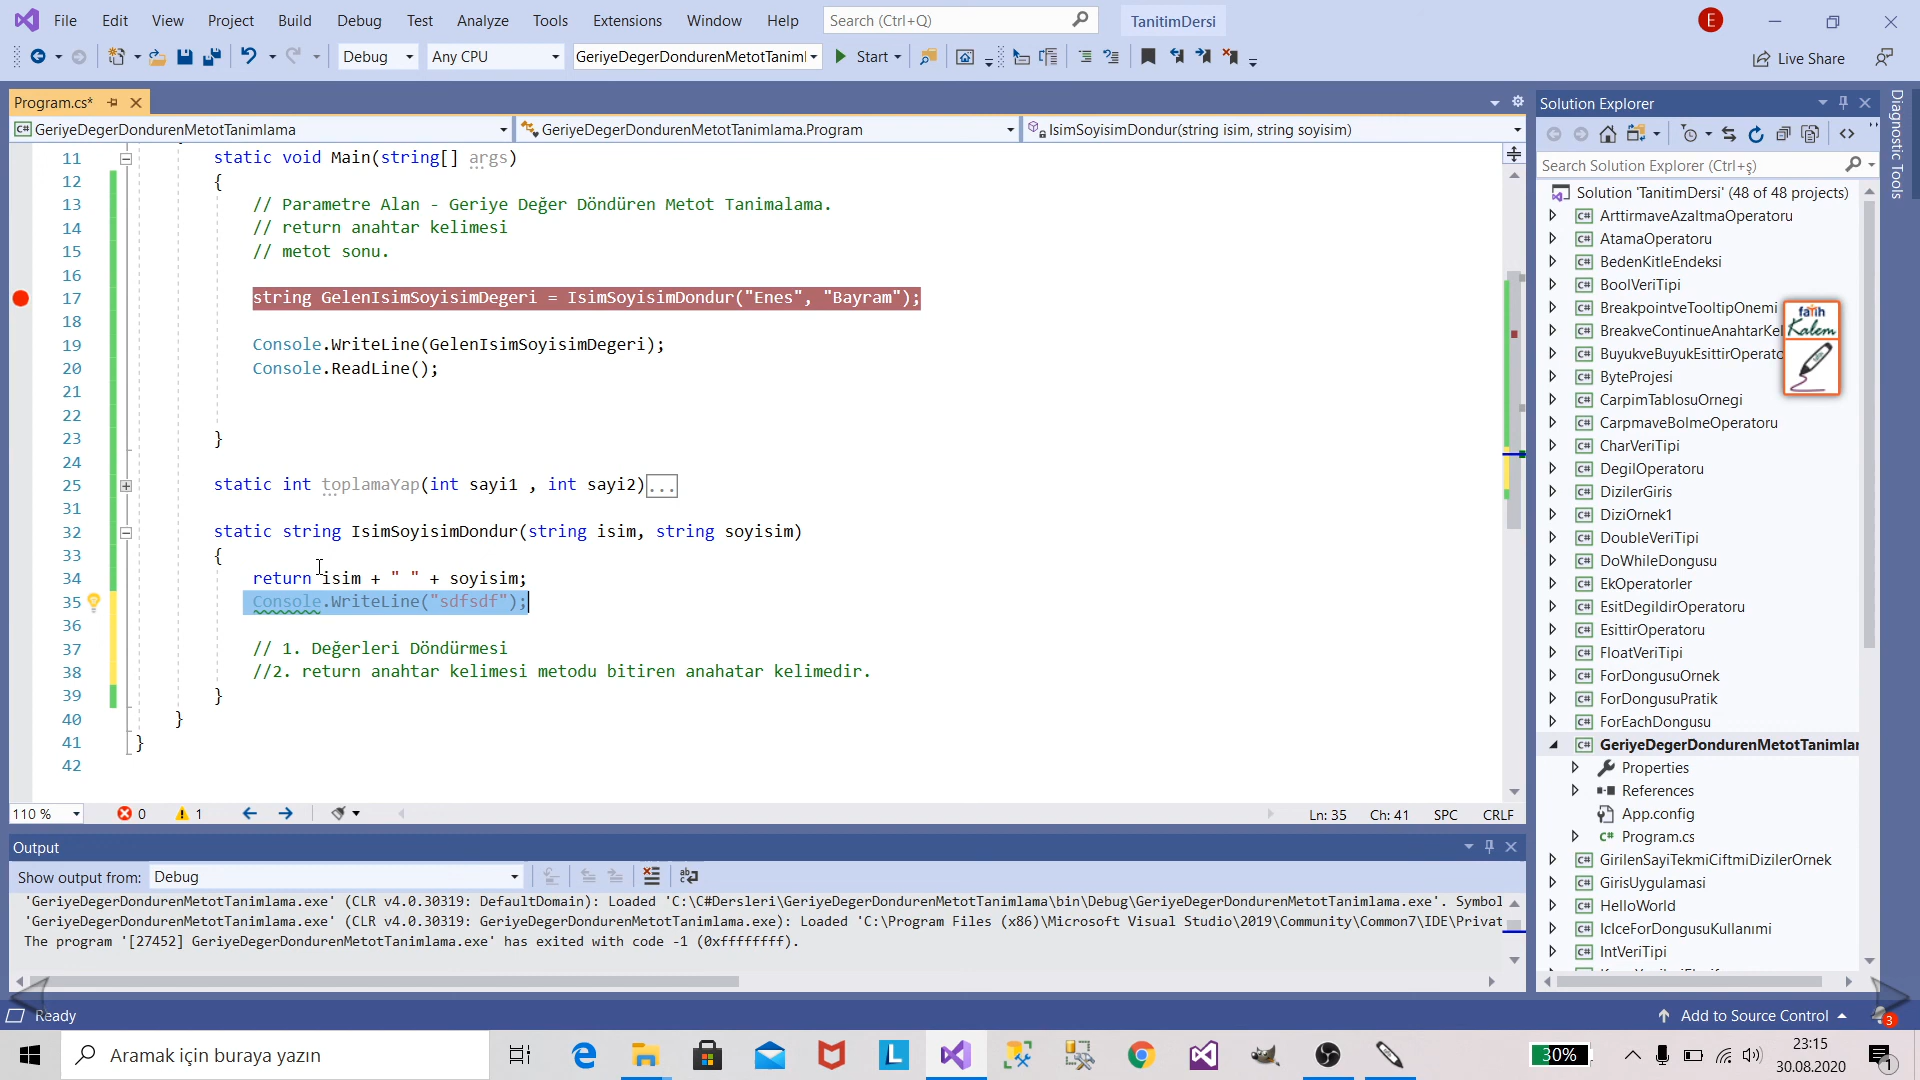 File Edit View Project Build Debug Test Analyze Tools Extensions Window Help Search (Ctrl+Q) TanitimDersi E
Debug Any CPU GeriyeDegerDondurenMetotTaniml Start Live Share
Program.cs*
GeriyeDegerDondurenMetotTanimlama GeriyeDegerDondurenMetotTanimlama.Program IsimSoyisimDondur(string isim, string soyisim)
11 static void Main(string[] args)
12 {
13 // Parametre Alan - Geriye Değer Döndüren Metot Tanimalama.
14 // return anahtar kelimesi
15 // metot sonu.
16
17 string GelenIsimSoyisimDegeri = IsimSoyisimDondur("Enes", "Bayram");
18
19 Console.WriteLine(GelenIsimSoyisimDegeri);
20 Console.ReadLine();
21
22
23 }
24
25 static int toplamaYap(int sayi1 , int sayi2)...
31
32 static string IsimSoyisimDondur(string isim, string soyisim)
33 {
34 return isim + " " + soyisim;
35 Console.WriteLine("sdfsdf");
36
37 // 1. Değerleri Döndürmesi
38 //2. return anahtar kelimesi metodu bitiren anahatar kelimedir.
39 }
40 }
41 }
42
110 % 0 1 Ln: 35 Ch: 41 SPC CRLF
Output
Show output from: Debug
'GeriyeDegerDondurenMetotTanimlama.exe' (CLR v4.0.30319: DefaultDomain): Loaded 'C:\C#Dersleri\GeriyeDegerDondurenMetotTanimlama\bin\Debug\GeriyeDegerDondurenMetotTanimlama.exe'. Symbol
'GeriyeDegerDondurenMetotTanimlama.exe' (CLR v4.0.30319: GeriyeDegerDondurenMetotTanimlama.exe): Loaded 'C:\Program Files (x86)\Microsoft Visual Studio\2019\Community\Common7\IDE\Privat
The program '[27452] GeriyeDegerDondurenMetotTanimlama.exe' has exited with code -1 (0xffffffff).
Solution Explorer
Search Solution Explorer (Ctrl+ş)
Solution 'TanitimDersi' (48 of 48 projects)
ArttirmaveAzaltmaOperatoru
AtamaOperatoru
BedenKitleEndeksi
BoolVeriTipi
BreakpointveTooltipOnemi
BreakveContinueAnahtarKel
BuyukveBuyukEsittirOperato
ByteProjesi
CarpimTablosuOrnegi
CarpmaveBolmeOperatoru
CharVeriTipi
DegilOperatoru
DizilerGiris
DiziOrnek1
DoubleVeriTipi
DoWhileDongusu
EkOperatorler
EsitDegildirOperatoru
EsittirOperatoru
FloatVeriTipi
ForDongusuOrnek
ForDongusuPratik
ForEachDongusu
GeriyeDegerDondurenMetotTanimlar
Properties
References
App.config
Program.cs
GirilenSayiTekmiCiftmiDizilerOrnek
GirisUygulamasi
HelloWorld
IcIceForDongusuKullanımı
IntVeriTipi
Diagnostic Tools
fatih
Kalem
Ready Add to Source Control 3
Aramak için buraya yazın 30% 23:15
30.08.2020 1